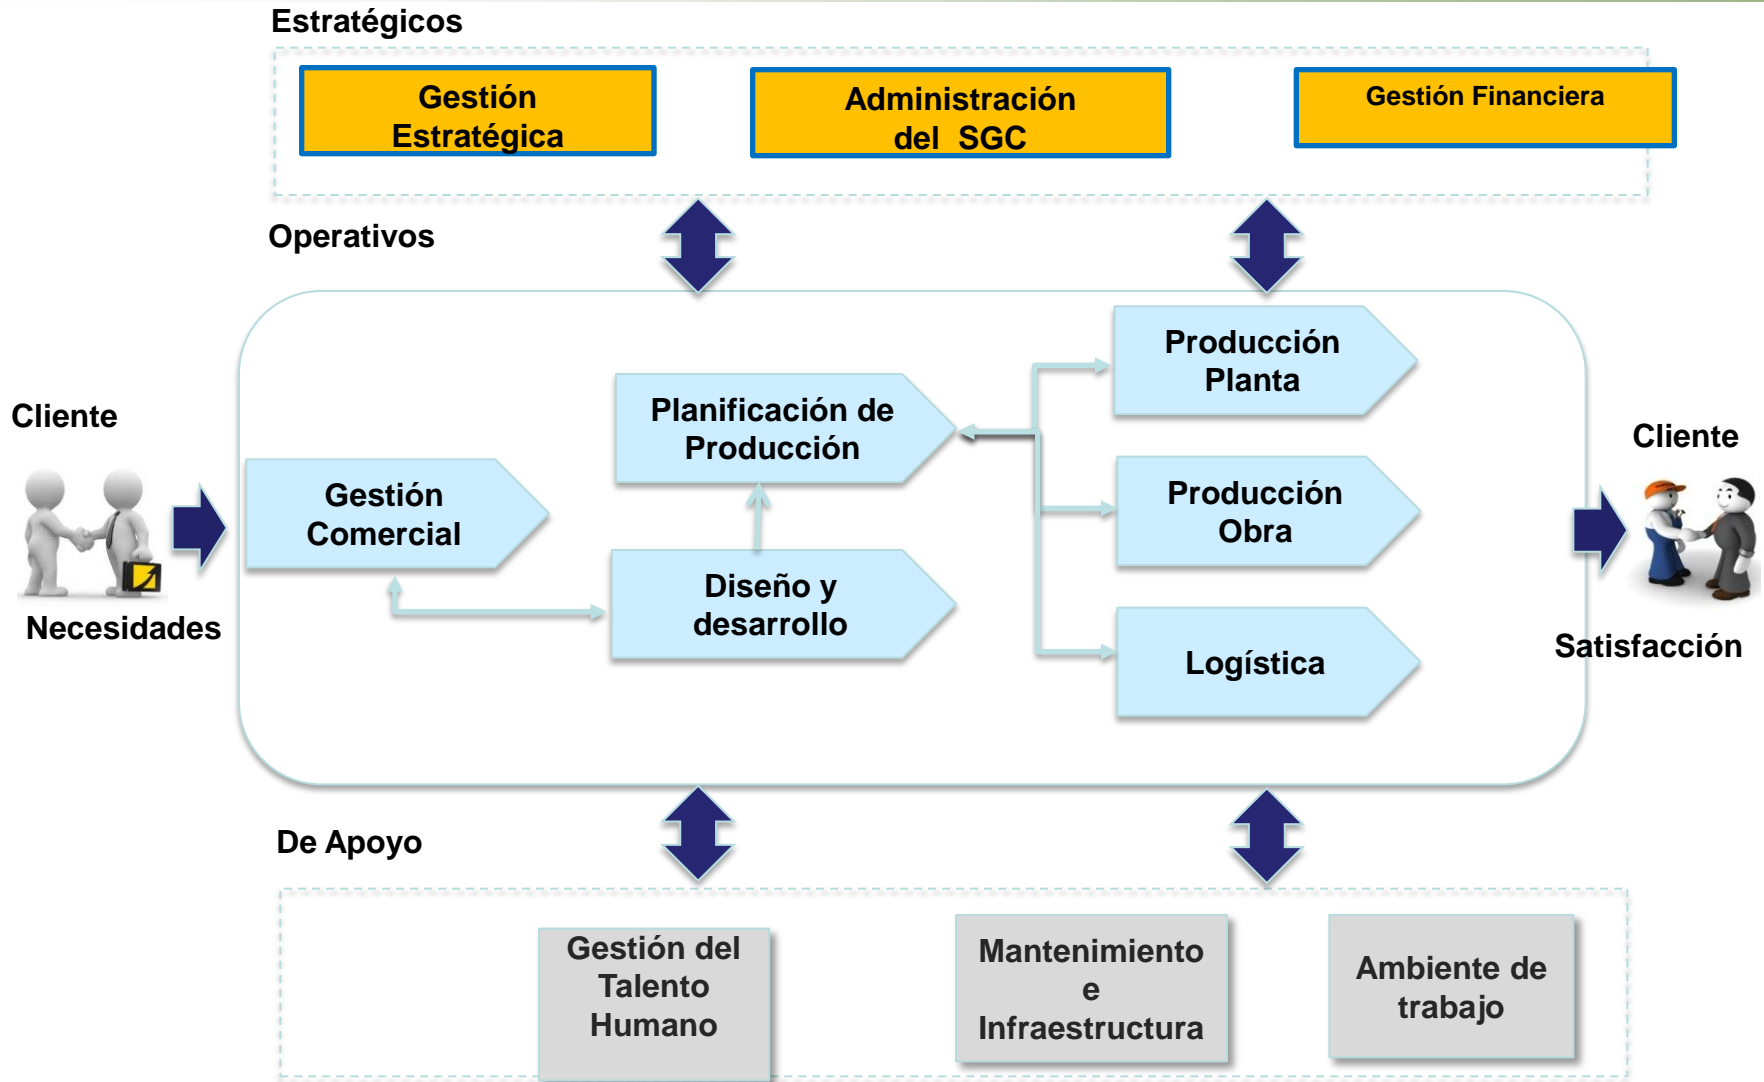 Estratégicos
Gestión
Estratégica
Administración
del SGC
Gestión Financiera
Operativos
Cliente
Necesidades
Gestión
Comercial
Planificación de
Producción
Diseño y
desarrollo
Producción
Planta
Producción
Obra
Logística
Cliente
Satisfacción
De Apoyo
Gestión del
Talento
Humano
Mantenimiento
e
Infraestructura
Ambiente de
trabajo